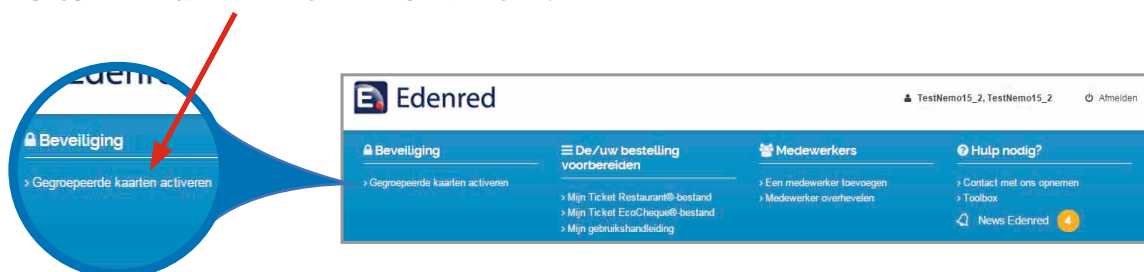 Edenred
Beveiliging
> Gegroepeerde kaarten activeren
Edenred
TestNemo15_2, TestNemo15_2
Afmelden
Beveiliging
> Gegroepeerde kaarten activeren
De/uw bestelling
voorbereiden
> Mijn Ticket Restaurant®-bestand
> Mijn Ticket EcoCheque®-bestand
> Mijn gebruikshandleiding
Medewerkers
> Een medewerker toevoegen
> Medewerker overhevelen
Hulp nodig?
> Contact met ons opnemen
> Toolbox
News Edenred 4